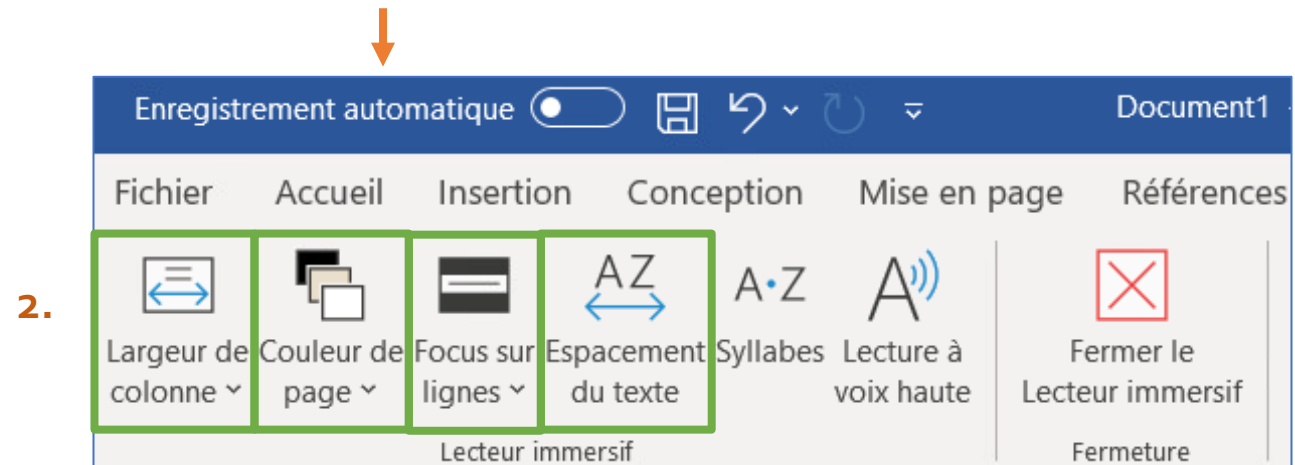 Enregistrement automatique Document1
Fichier Accueil Insertion Conception Mise en page Références
2.
A Z A•Z A
Largeur de Couleur de Focus sur Espacement Syllabes Lecture à Fermer le
colonne page lignes du texte voix haute Lecteur immersif
Lecteur immersif Fermeture